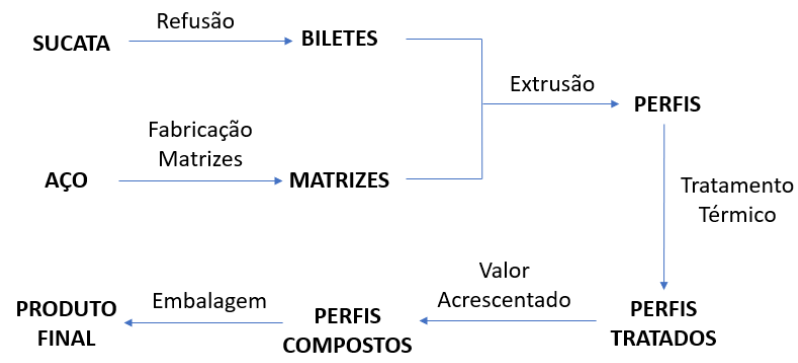 Refusão
SUCATA
BILETES
Extrusão
PERFIS
Fabricação
Matrizes
AÇO
MATRIZES
Tratamento
Térmico
Valor
Acrescentado
Embalagem
PRODUTO
FINAL
PERFIS
COMPOSTOS
PERFIS
TRATADOS